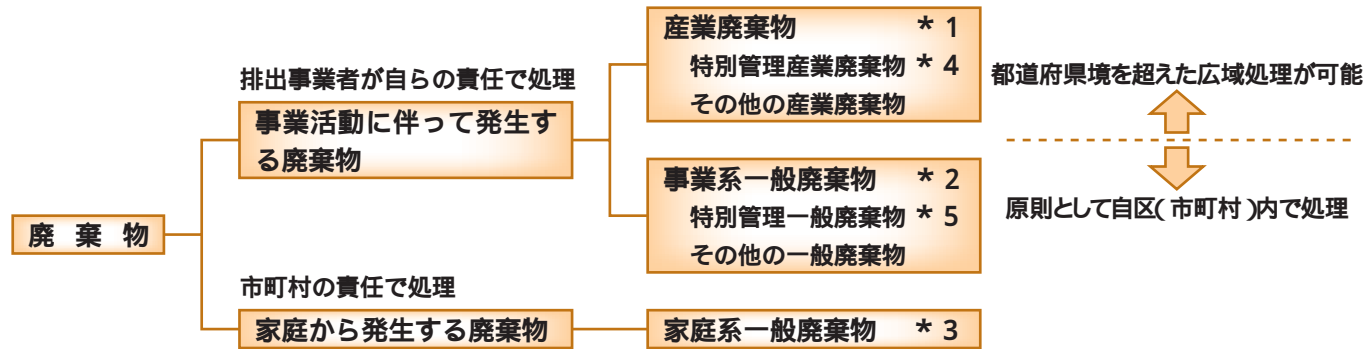 廃棄物
排出事業者が自らの責任で処理
事業活動に伴って発生す
る廃棄物
市町村の責任で処理
家庭から発生する廃棄物
産業廃棄物 *1
特別管理産業廃棄物 *4
その他の産業廃棄物
事業系一般廃棄物 *2
特別管理一般廃棄物 *5
その他の一般廃棄物
家庭系一般廃棄物 *3
都道府県境を超えた広域処理が可能
原則として自区(市町村)内で処理